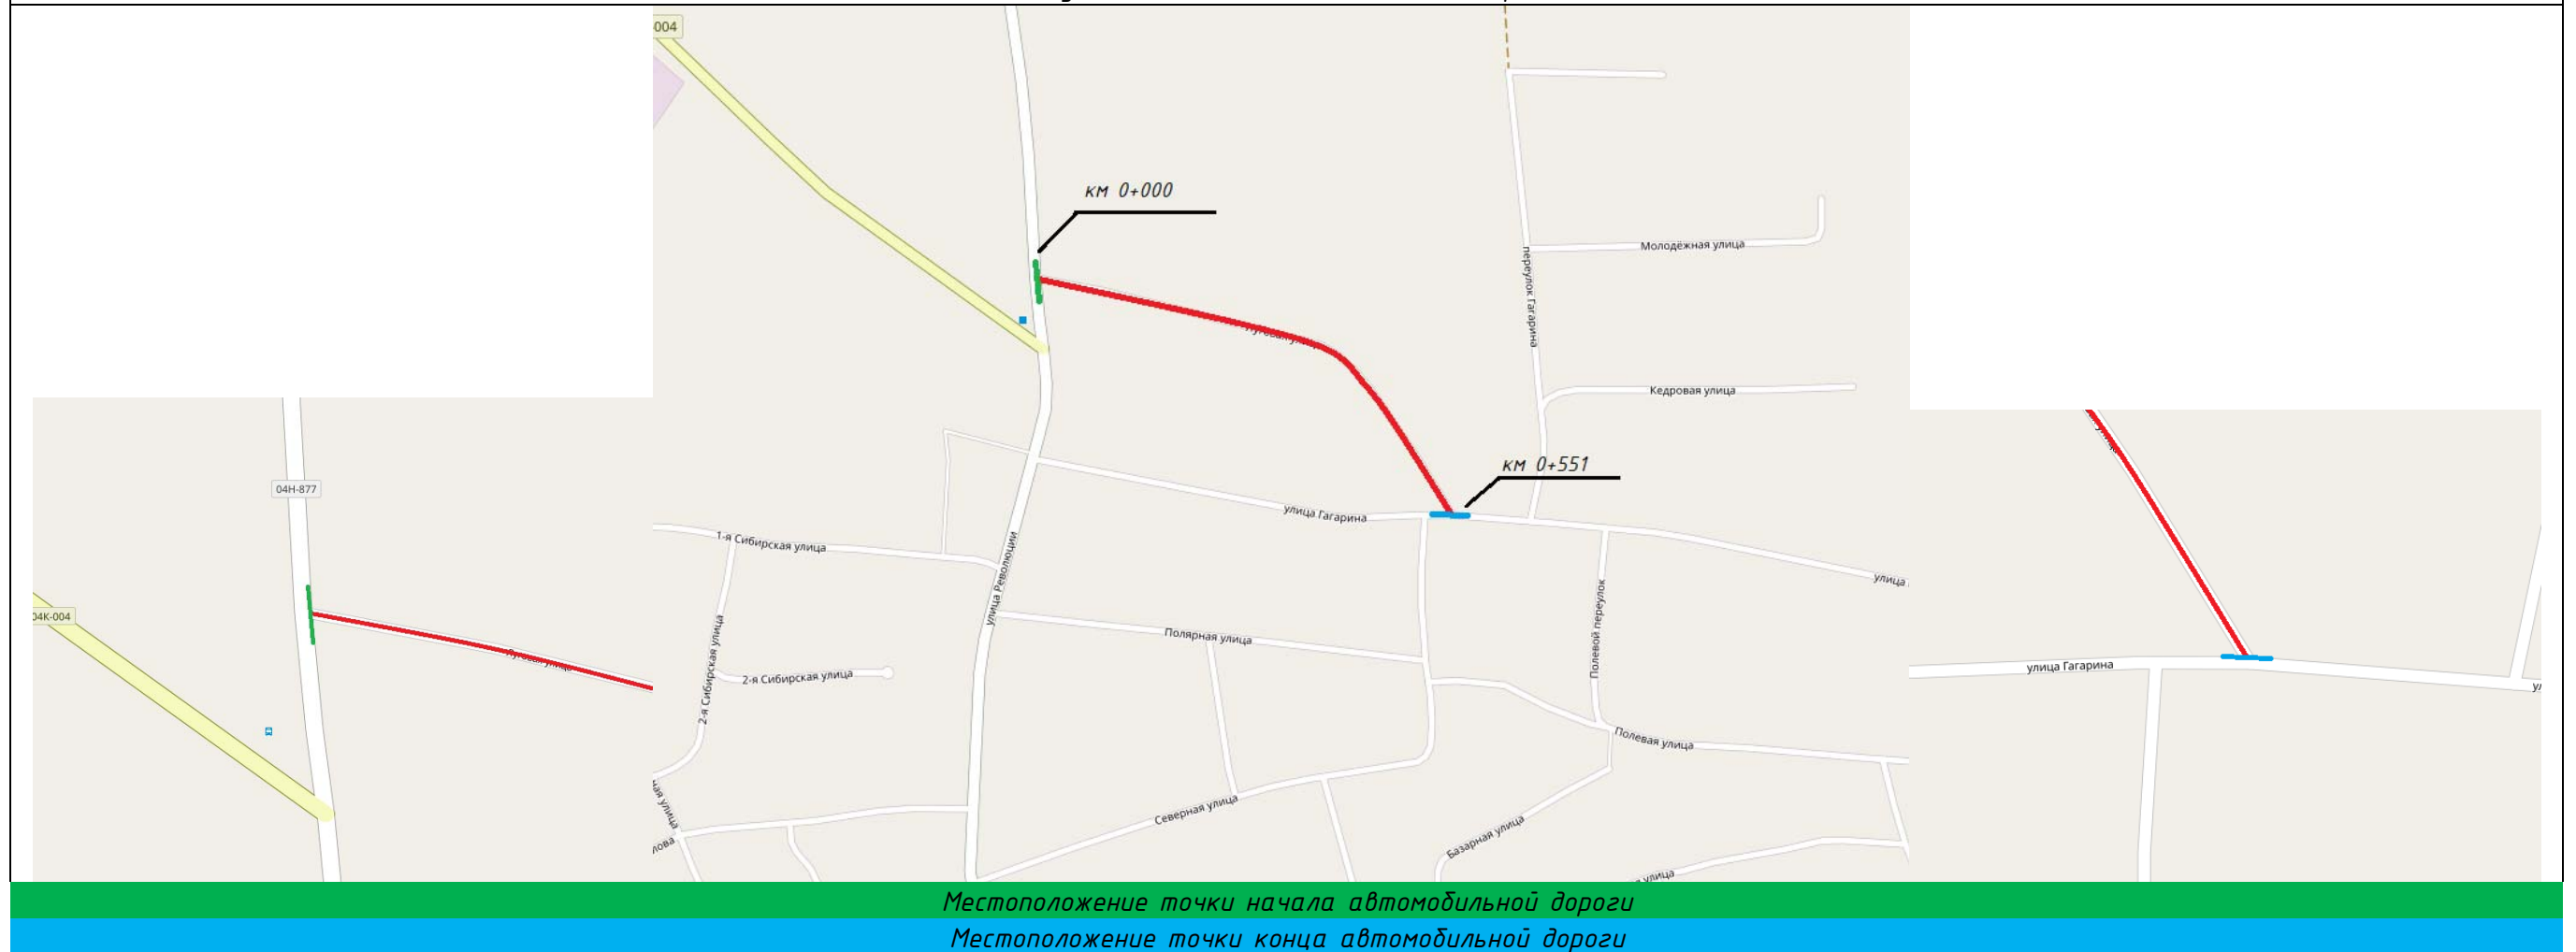 004
км 0+000
Молодёжная улица
переулок Гагарина
Кедровая улица
км 0+551
04Н-877
улица Гагарина
1-я Сибирская улица
улица Революции
улица
04К-004
Полярная улица
Полевой переулок
2-я Сибирская улица
2-я Сибирская улица
улица Гагарина
Полевая улица
Северная улица
Базарная улица
улица
Местоположение точки начала автомобильной дороги
Местоположение точки конца автомобильной дороги